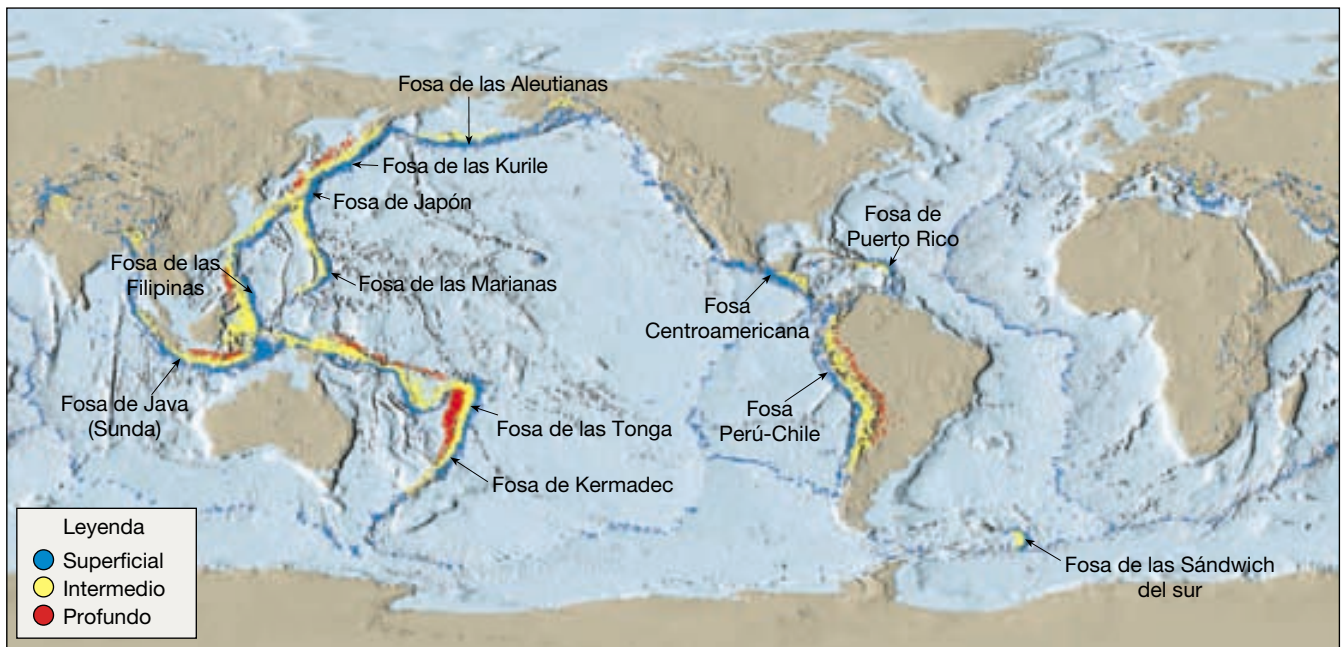 Fosa de las Aleutianas
Fosa de las Kurile
Fosa de Japón
Fosa de
Puerto Rico
Fosa de las
Filipinas
Fosa de las Marianas
Fosa
Centroamericana
Fosa de Java
(Sunda)
Fosa de las Tonga
Fosa
Perú-Chile
Fosa de Kermadec
Leyenda
Superficial
Intermedio
Profundo
Fosa de las Sándwich
del sur